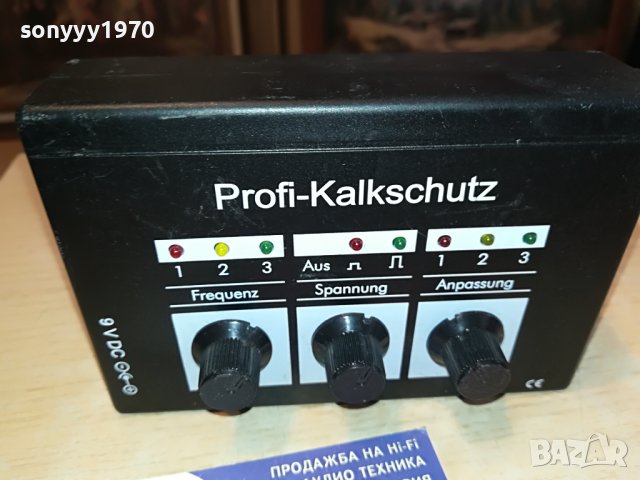 sonyyy1970
Profi-Kalkschutz
1 2 3 Aus 1 2 3
Frequenz Spannung Anpassung
9 V DC
CE
ПРОДАЖБА НА Hi-Fi
АУДИО ТЕХНИКА
BAZAR